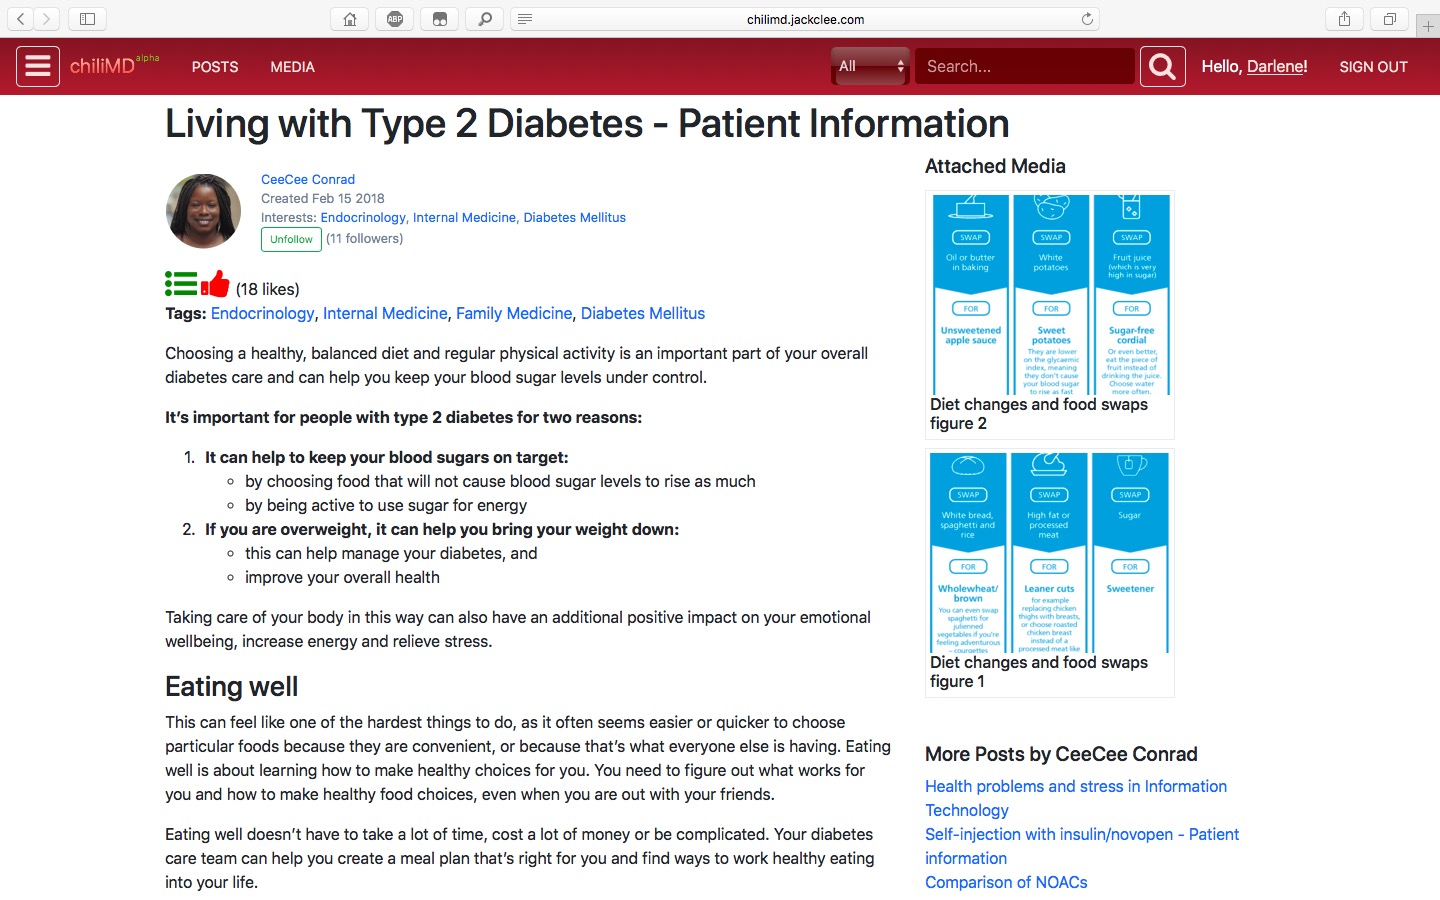 chilimd.jackclee.com
ABP
chiliMD alpha
POSTS
MEDIA
All
Search...
Hello, Darlene!
SIGN OUT
Living with Type 2 Diabetes - Patient Information
CeeCee Conrad
Created Feb 15 2018
Interests: Endocrinology, Internal Medicine, Diabetes Mellitus
Unfollow (11 followers)
(18 likes)
Tags: Endocrinology, Internal Medicine, Family Medicine, Diabetes Mellitus
Choosing a healthy, balanced diet and regular physical activity is an important part of your overall
diabetes care and can help you keep your blood sugar levels under control.
It’s important for people with type 2 diabetes for two reasons:
1. It can help to keep your blood sugars on target:
by choosing food that will not cause blood sugar levels to rise as much
by being active to use sugar for energy
2. If you are overweight, it can help you bring your weight down:
this can help manage your diabetes, and
improve your overall health
Taking care of your body in this way can also have an additional positive impact on your emotional
wellbeing, increase energy and relieve stress.
Eating well
This can feel like one of the hardest things to do, as it often seems easier or quicker to choose
particular foods because they are convenient, or because that’s what everyone else is having. Eating
well is about learning how to make healthy choices for you. You need to figure out what works for
you and how to make healthy food choices, even when you are out with your friends.
Eating well doesn’t have to take a lot of time, cost a lot of money or be complicated. Your diabetes
care team can help you create a meal plan that’s right for you and find ways to work healthy eating
into your life.
Attached Media
SWAP
Oil or butter
in baking
FOR
Unsweetened
apple sauce
SWAP
White
potatoes
FOR
Sweet
potatoes
They are lower
on the glycaemic
index, meaning
they don't cause
your blood sugar
to rise as fast
SWAP
Fruit juice
(which is very
high in sugar)
FOR
Sugar-free
cordial
Or even better,
eat the piece of
fruit instead of
drinking the juice.
Choose water
more often.
Diet changes and food swaps
figure 2
SWAP
White bread,
spaghetti and
rice
FOR
Wholewheat/
brown
You can even swap
spaghetti for
julienned
vegetables if you're
feeling adventurous
– courgettes
SWAP
High fat or
processed
meat
FOR
Leaner cuts
for example
replacing chicken
thighs with breasts,
or choose roasted
chicken breast
instead of a
processed meat like
SWAP
Sugar
FOR
Sweetener
Diet changes and food swaps
figure 1
More Posts by CeeCee Conrad
Health problems and stress in Information
Technology
Self-injection with insulin/novopen - Patient
information
Comparison of NOACs